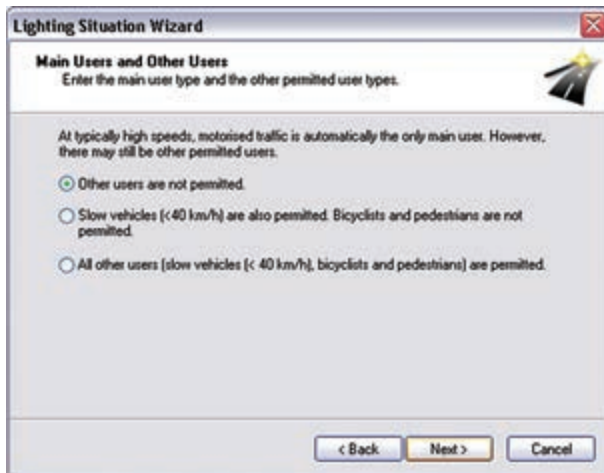 Lighting Situation Wizard
Main Users and Other Users
Enter the main user type and the other permitted user types.
At typically high speeds, motorised traffic is automatically the only main user. However,
there may still be other permitted users.
Other users are not permitted.
Slow vehicles (<40 km/h) are also permitted. Bicyclists and pedestrians are not
permitted.
All other users (slow vehicles (< 40 km/h), bicyclists and pedestrians) are permitted.
< Back
Next >
Cancel